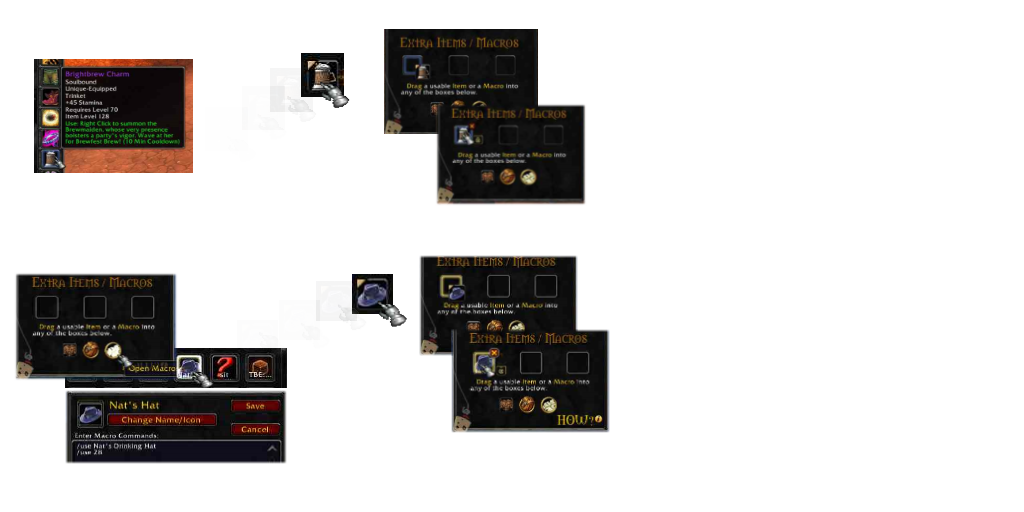 Brightbrew Charm
Soulbound
Unique-Equipped
Trinket
+45 Stamina
Requires Level 70
Item Level 128
Use: Right Click to summon the
Brewmaiden, whose very presence
bolsters a party's vigor. Wave at her
for Brewfest Brew! (10 Min Cooldown)
Extra Items / Macros
Drag a usable Item or a Macro into
any of the boxes below.
Extra Items / Macros
Drag a usable Item or a Macro into
any of the boxes below.
Extra Items / Macros
Drag a usable Item or a Macro into
any of the boxes below.
Open Macro
Sit
TBE:...
Nat's Hat
Save
Change Name/Icon
Cancel
Enter Macro Commands:
/use Nat's Drinking Hat
/use 28
Extra Items / Macros
Drag a usable Item or a Macro into
any of the boxes below.
Extra Items / Macros
Drag a usable Item or a Macro into
any of the boxes below.
HOW?